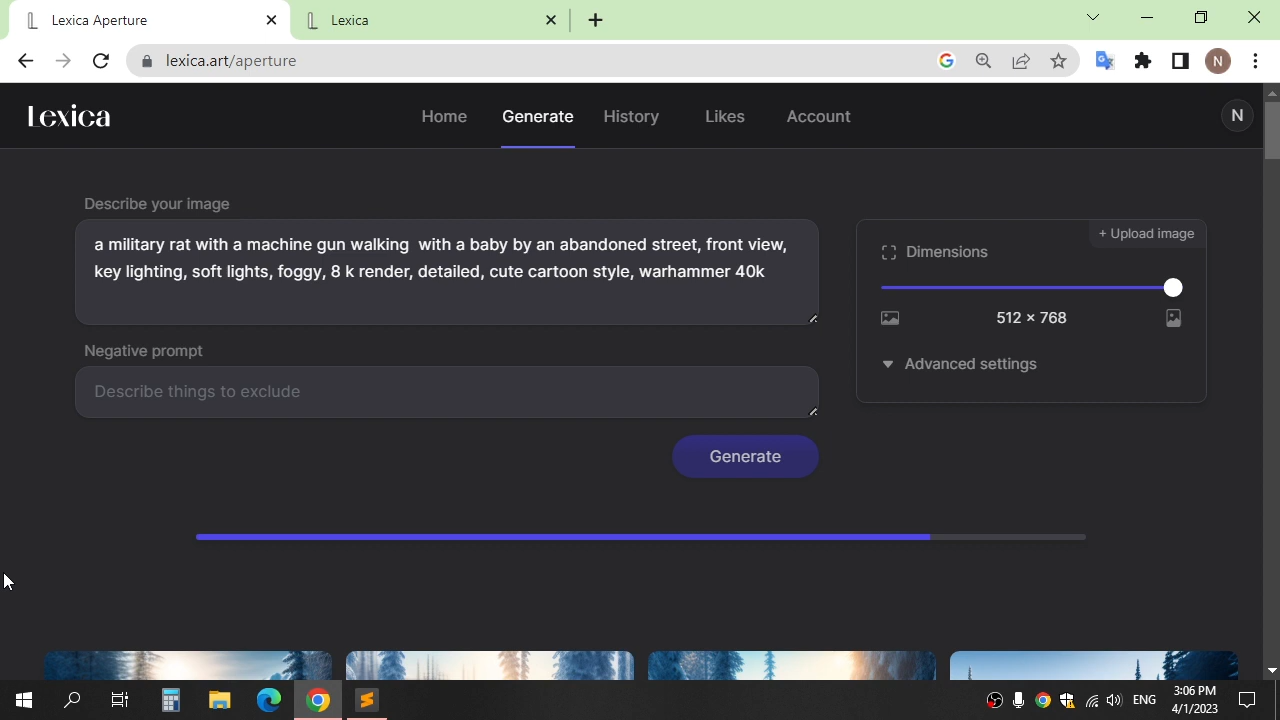 Lexica Aperture
Lexica
lexica.art/aperture
N
Lexica
Home
Generate
History
Likes
Account
N
Describe your image
a military rat with a machine gun walking  with a baby by an abandoned street, front view,
key lighting, soft lights, foggy, 8 k render, detailed, cute cartoon style, warhammer 40k
+ Upload image
Dimensions
512 × 768
Advanced settings
Negative prompt
Describe things to exclude
Generate
ENG
3:06 PM
4/1/2023